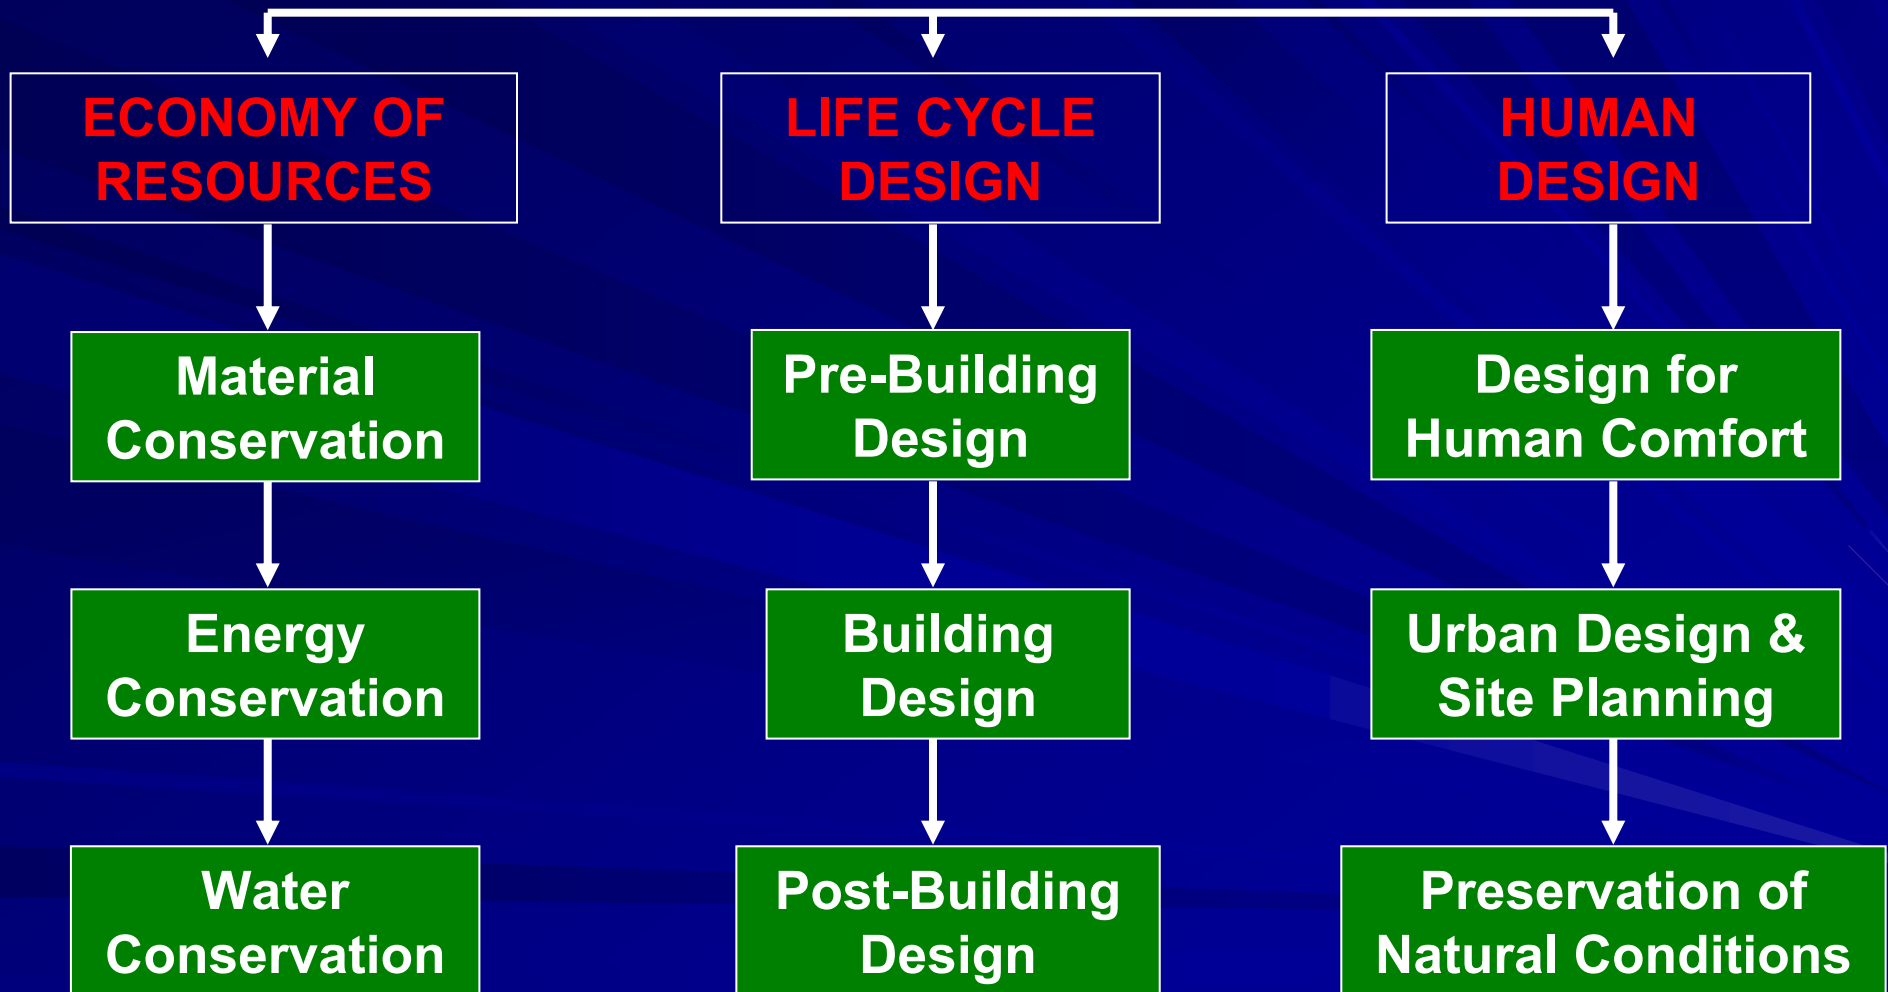 ECONOMY OF
RESOURCES
LIFE CYCLE
DESIGN
HUMAN
DESIGN
Material
Conservation
Pre-Building
Design
Design for
Human Comfort
Energy
Conservation
Building
Design
Urban Design &
Site Planning
Water
Conservation
Post-Building
Design
Preservation of
Natural Conditions